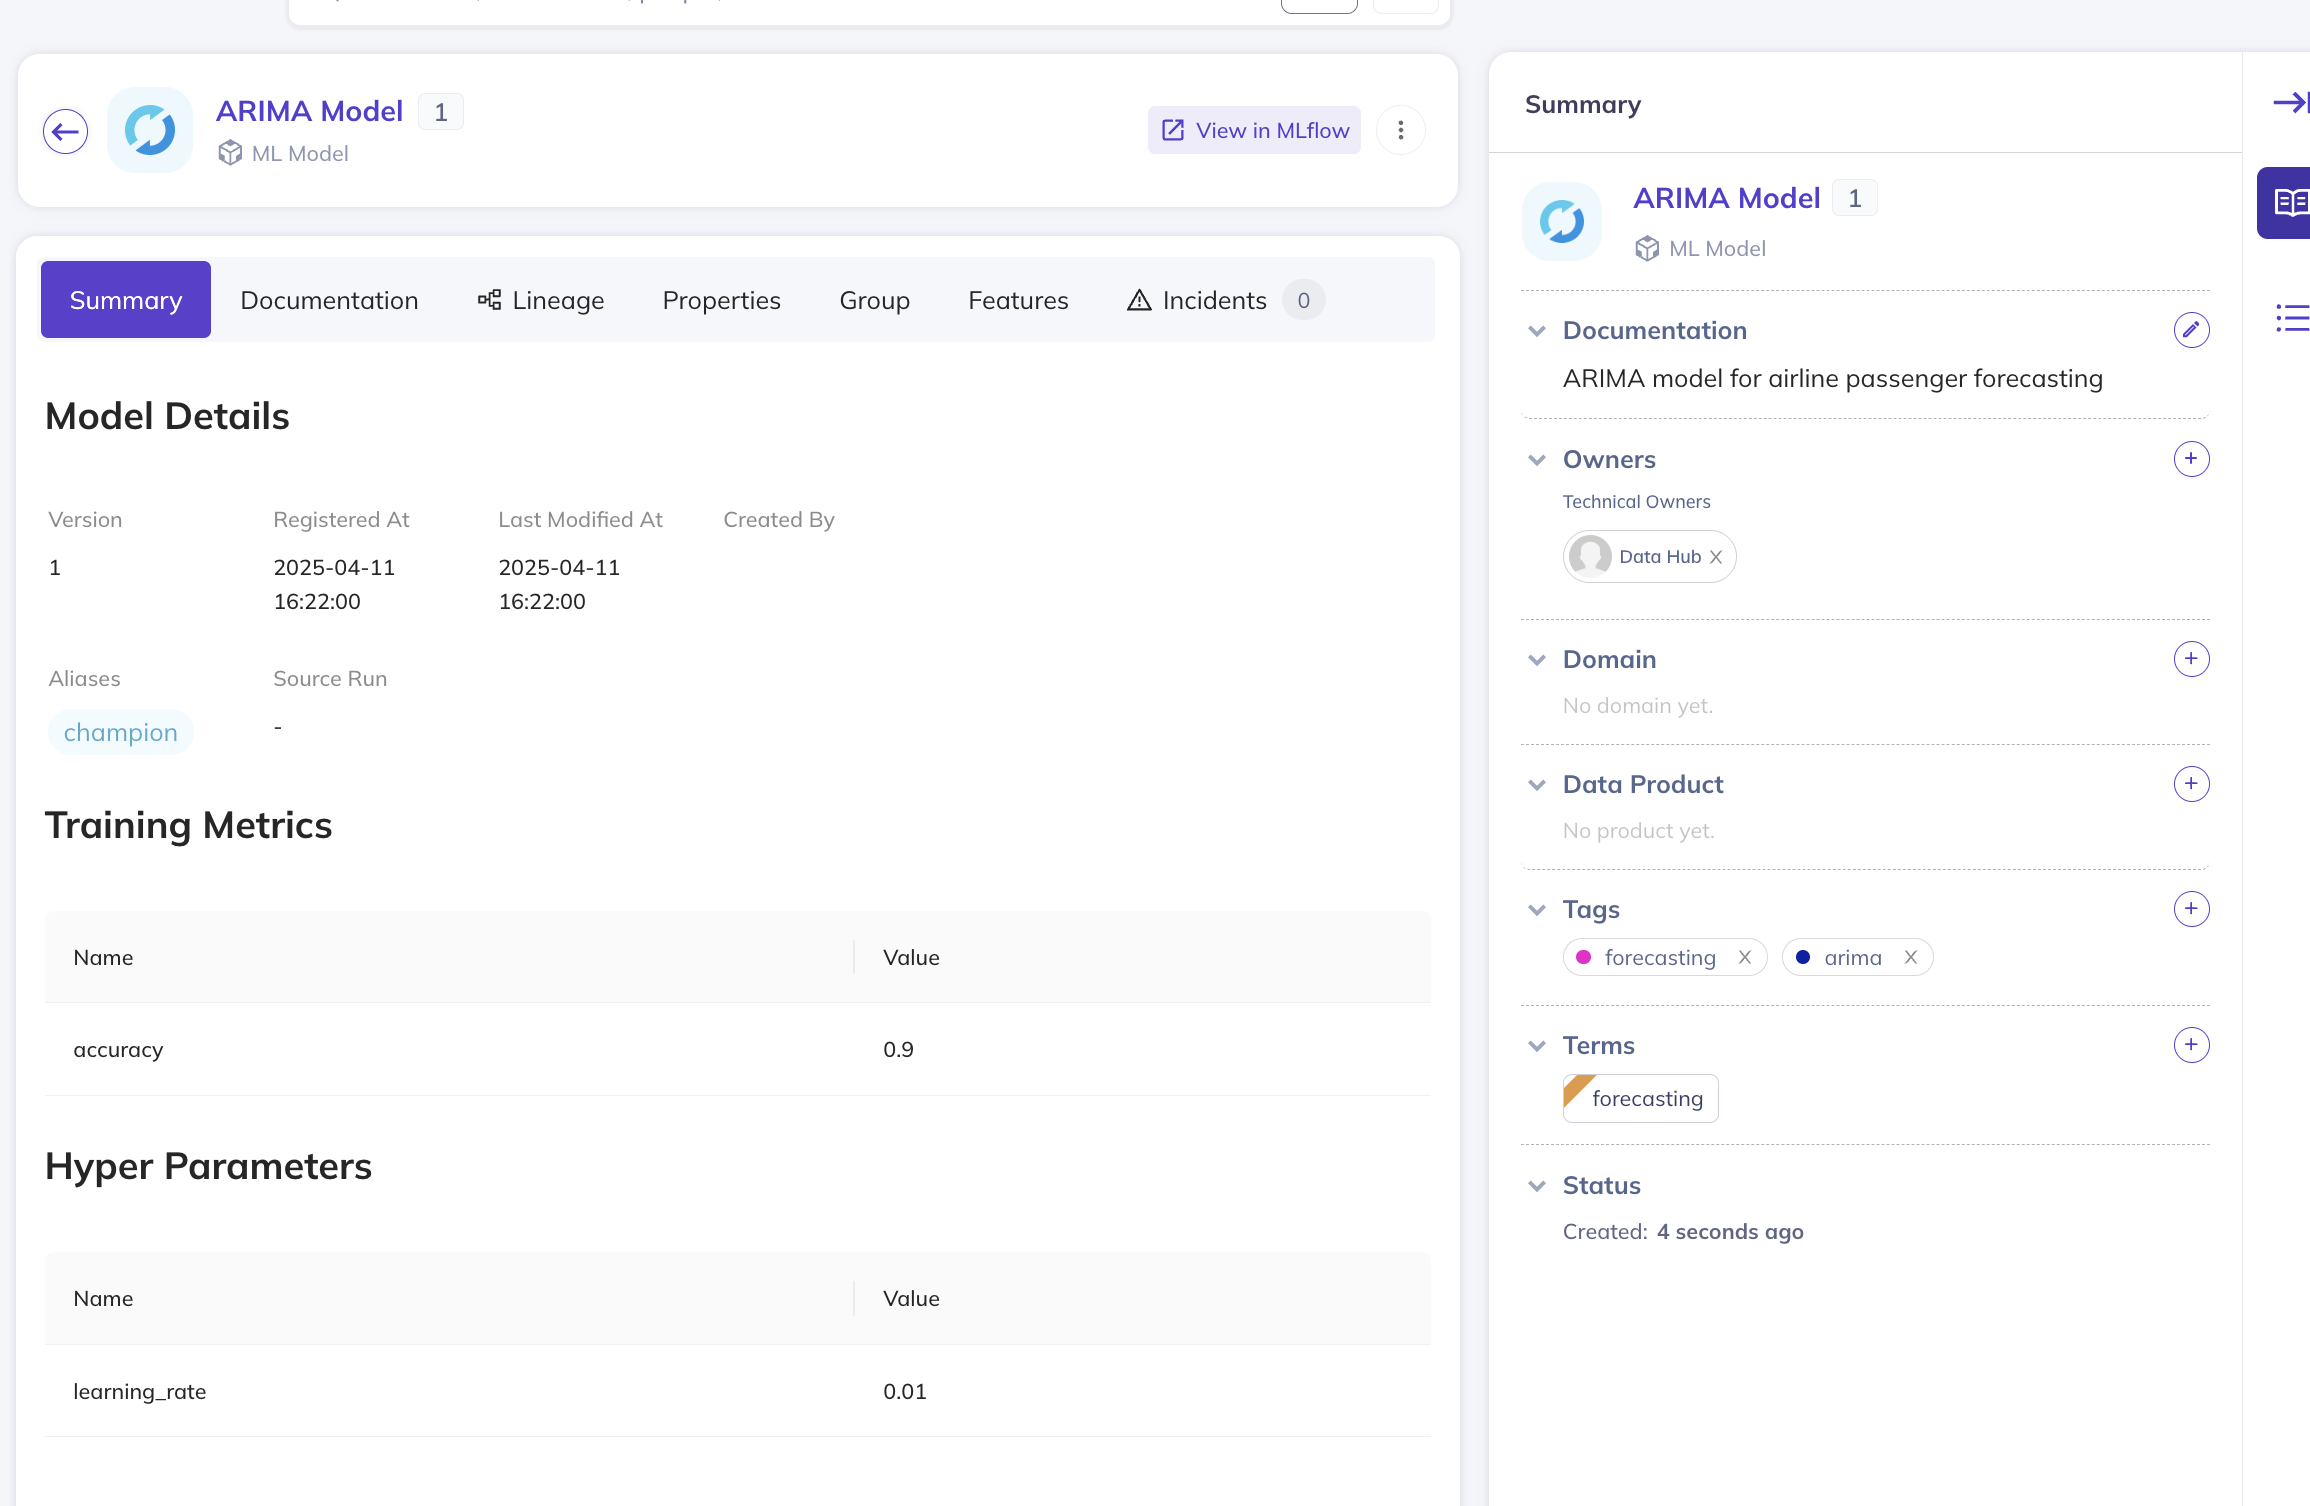 ARIMA Model 1
ML Model
View in MLflow
Summary Documentation Lineage Properties Group Features Incidents 0
Model Details
Version Registered At Last Modified At Created By
1 2025-04-11 2025-04-11
16:22:00 16:22:00
Aliases Source Run
champion -
Training Metrics
Name Value
accuracy 0.9
Hyper Parameters
Name Value
learning_rate 0.01
Summary
ARIMA Model 1
ML Model
Documentation
ARIMA model for airline passenger forecasting
Owners
Technical Owners
Data Hub X
Domain
No domain yet.
Data Product
No product yet.
Tags
forecasting X arima X
Terms
forecasting
Status
Created: 4 seconds ago